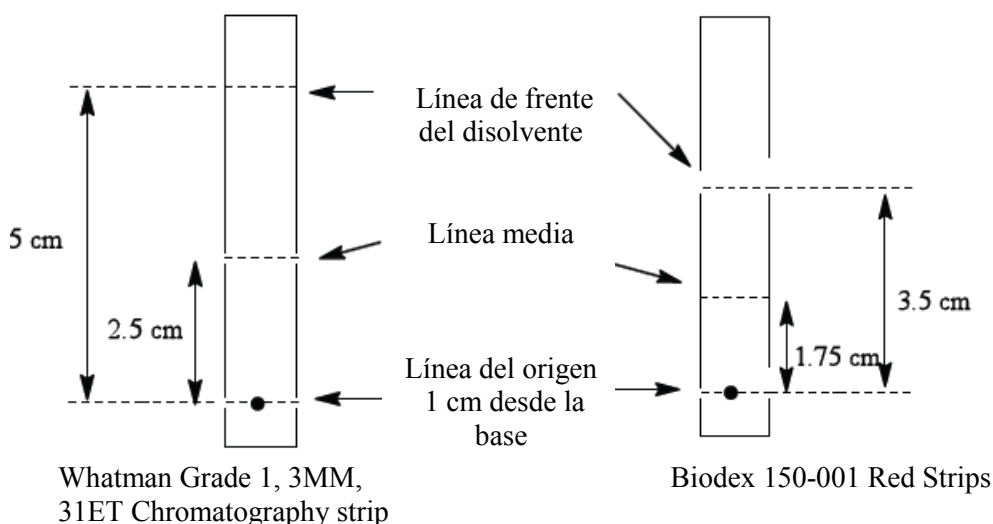 Línea de frente
del disolvente
5 cm
Línea media
2.5 cm
3.5 cm
1.75 cm
Línea del origen
1 cm desde la
base
Whatman Grade 1, 3MM,
31ET Chromatography strip
Biodex 150-001 Red Strips